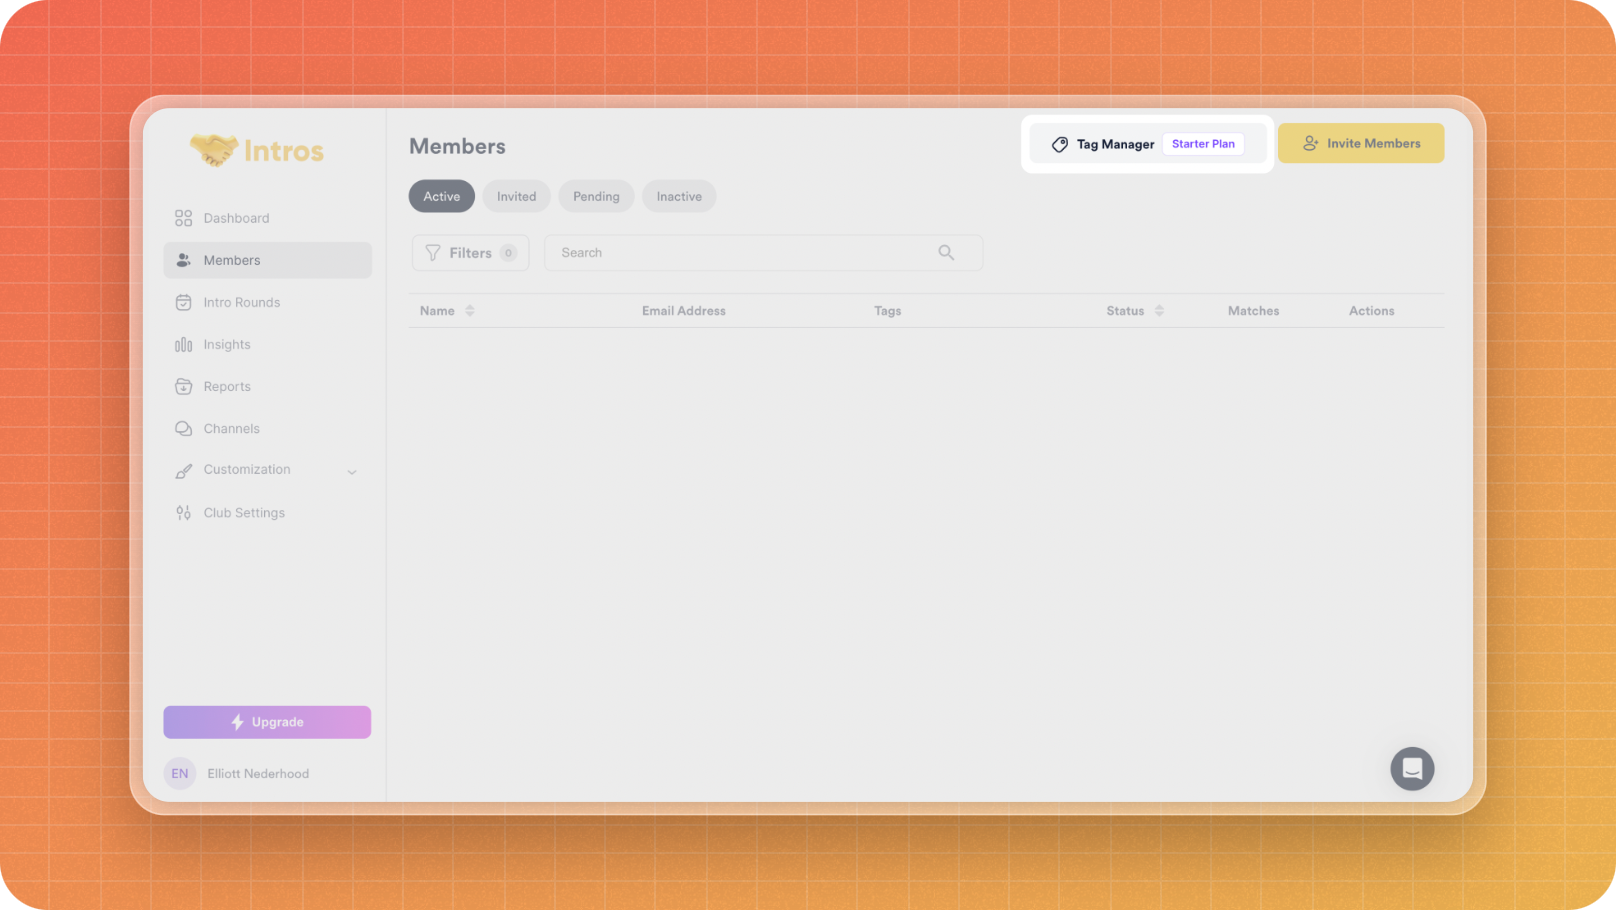 Intros
Dashboard
Members
Intro Rounds
Insights
Reports
Channels
Customization
Club Settings
Upgrade
EN Elliott Nederhood
Members
Tag Manager Starter Plan
Invite Members
Active Invited Pending Inactive
Filters 0 Search
Name Email Address Tags Status Matches Actions